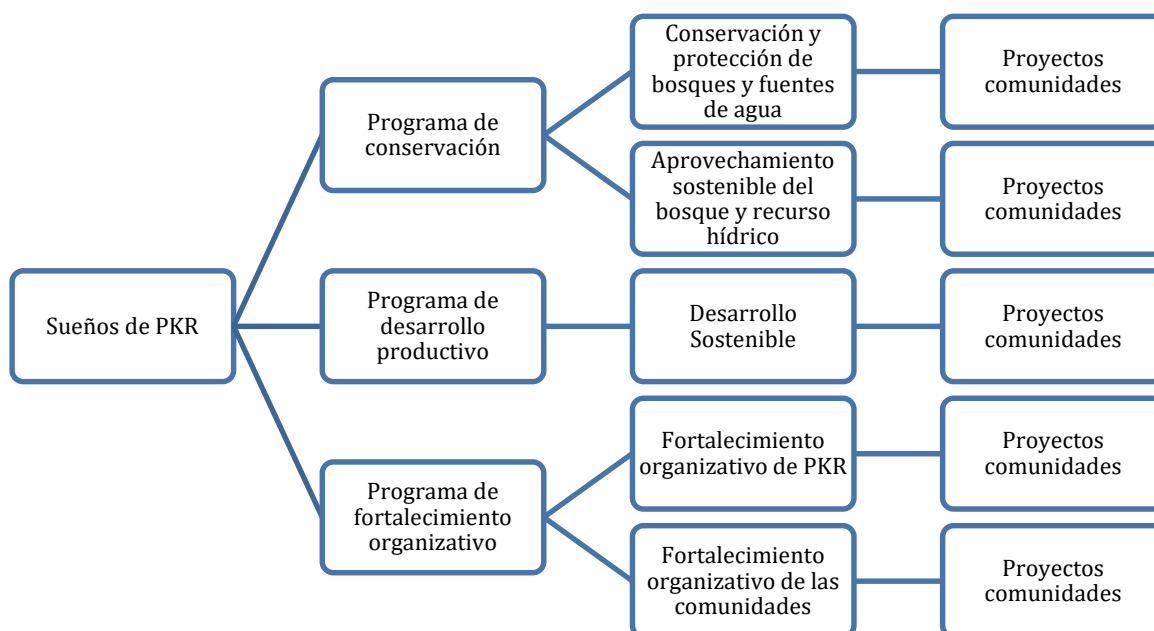 Sueños de PKR
Programa de
conservación
Conservación y
protección de
bosques y fuentes
de agua
Proyectos
comunidades
Aprovechamiento
sostenible del
bosque y recurso
hídrico
Proyectos
comunidades
Programa de
desarrollo
productivo
Desarrollo
Sostenible
Proyectos
comunidades
Programa de
fortalecimiento
organizativo
Fortalecimiento
organizativo de PKR
Proyectos
comunidades
Fortalecimiento
organizativo de las
comunidades
Proyectos
comunidades